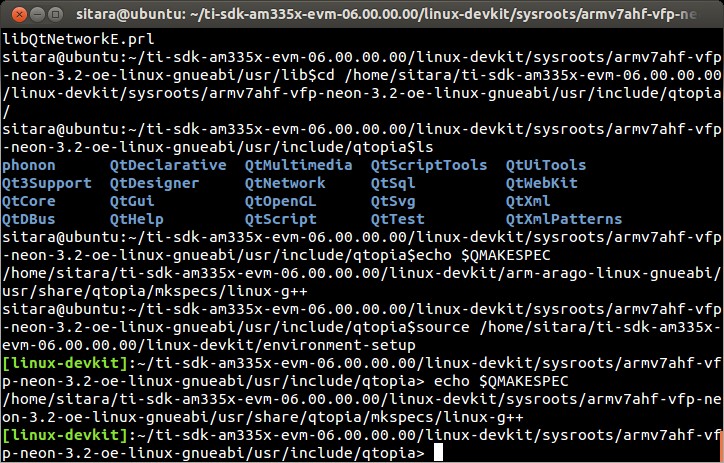 sitara@ubuntu: ~/ti-sdk-am335x-evm-06.00.00.00/linux-devkit/sysroots/armv7ahf-vfp-ne
libQtNetworkE.prl
sitara@ubuntu:~/ti-sdk-am335x-evm-06.00.00.00/linux-devkit/sysroots/armv7ahf-vfp
-neon-3.2-oe-linux-gnueabi/usr/lib$cd /home/sitara/ti-sdk-am335x-evm-06.00.00.00
/linux-devkit/sysroots/armv7ahf-vfp-neon-3.2-oe-linux-gnueabi/usr/include/qtopia
/
sitara@ubuntu:~/ti-sdk-am335x-evm-06.00.00.00/linux-devkit/sysroots/armv7ahf-vfp
-neon-3.2-oe-linux-gnueabi/usr/include/qtopia$ls
phonon QtDeclarative QtMultimedia QtScriptTools QtUiTools
Qt3Support QtDesigner QtNetwork QtSql QtWebKit
QtCore QtGui QtOpenGL QtSvg QtXml
QtDBus QtHelp QtScript QtTest QtXmlPatterns
sitara@ubuntu:~/ti-sdk-am335x-evm-06.00.00.00/linux-devkit/sysroots/armv7ahf-vfp
-neon-3.2-oe-linux-gnueabi/usr/include/qtopia$echo $QMAKESPEC
/home/sitara/ti-sdk-am335x-evm-06.00.00.00/linux-devkit/arm-arago-linux-gnueabi/
usr/share/qtopia/mkspecs/linux-g++
sitara@ubuntu:~/ti-sdk-am335x-evm-06.00.00.00/linux-devkit/sysroots/armv7ahf-vfp
-neon-3.2-oe-linux-gnueabi/usr/include/qtopia$source /home/sitara/ti-sdk-am335x-
evm-06.00.00.00/linux-devkit/environment-setup
[linux-devkit]:~/ti-sdk-am335x-evm-06.00.00.00/linux-devkit/sysroots/armv7ahf-vf
p-neon-3.2-oe-linux-gnueabi/usr/include/qtopia> echo $QMAKESPEC
/home/sitara/ti-sdk-am335x-evm-06.00.00.00/linux-devkit/sysroots/armv7ahf-vfp-ne
on-3.2-oe-linux-gnueabi/usr/share/qtopia/mkspecs/linux-g++
[linux-devkit]:~/ti-sdk-am335x-evm-06.00.00.00/linux-devkit/sysroots/armv7ahf-vf
p-neon-3.2-oe-linux-gnueabi/usr/include/qtopia>